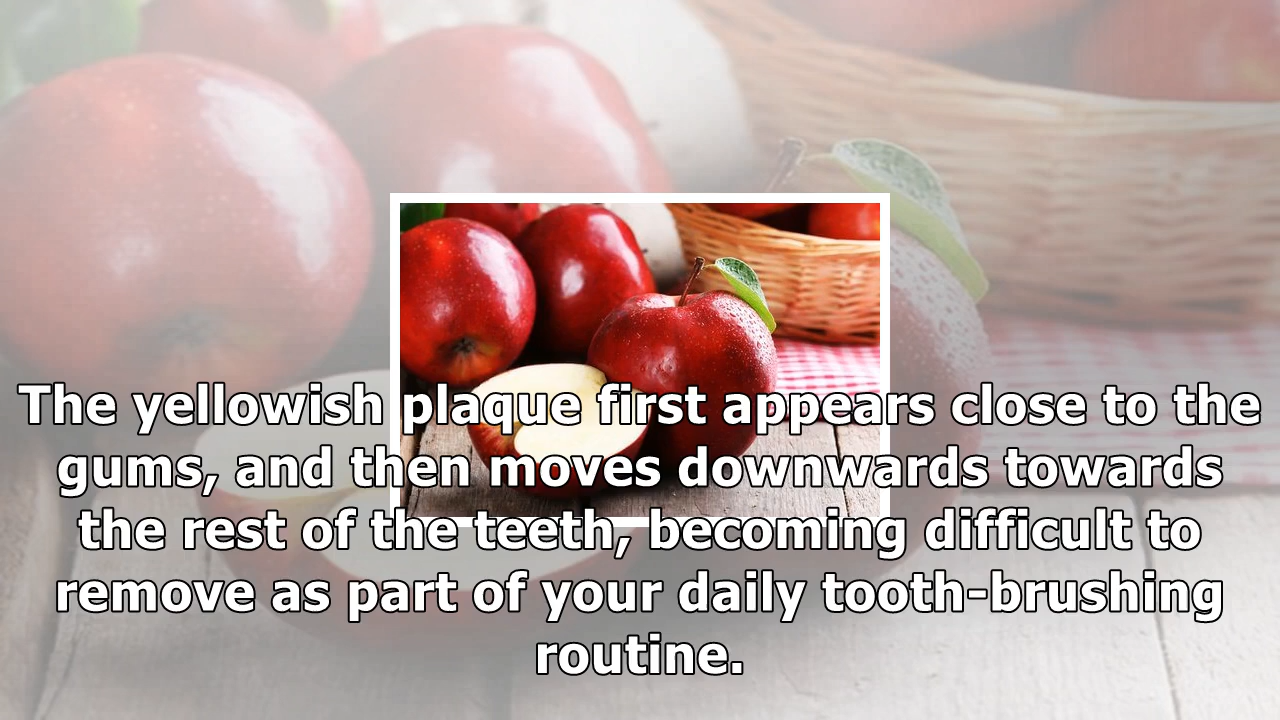 The yellowish plaque first appears close to the
gums, and then moves downwards towards
the rest of the teeth, becoming difficult to
remove as part of your daily tooth-brushing
routine.